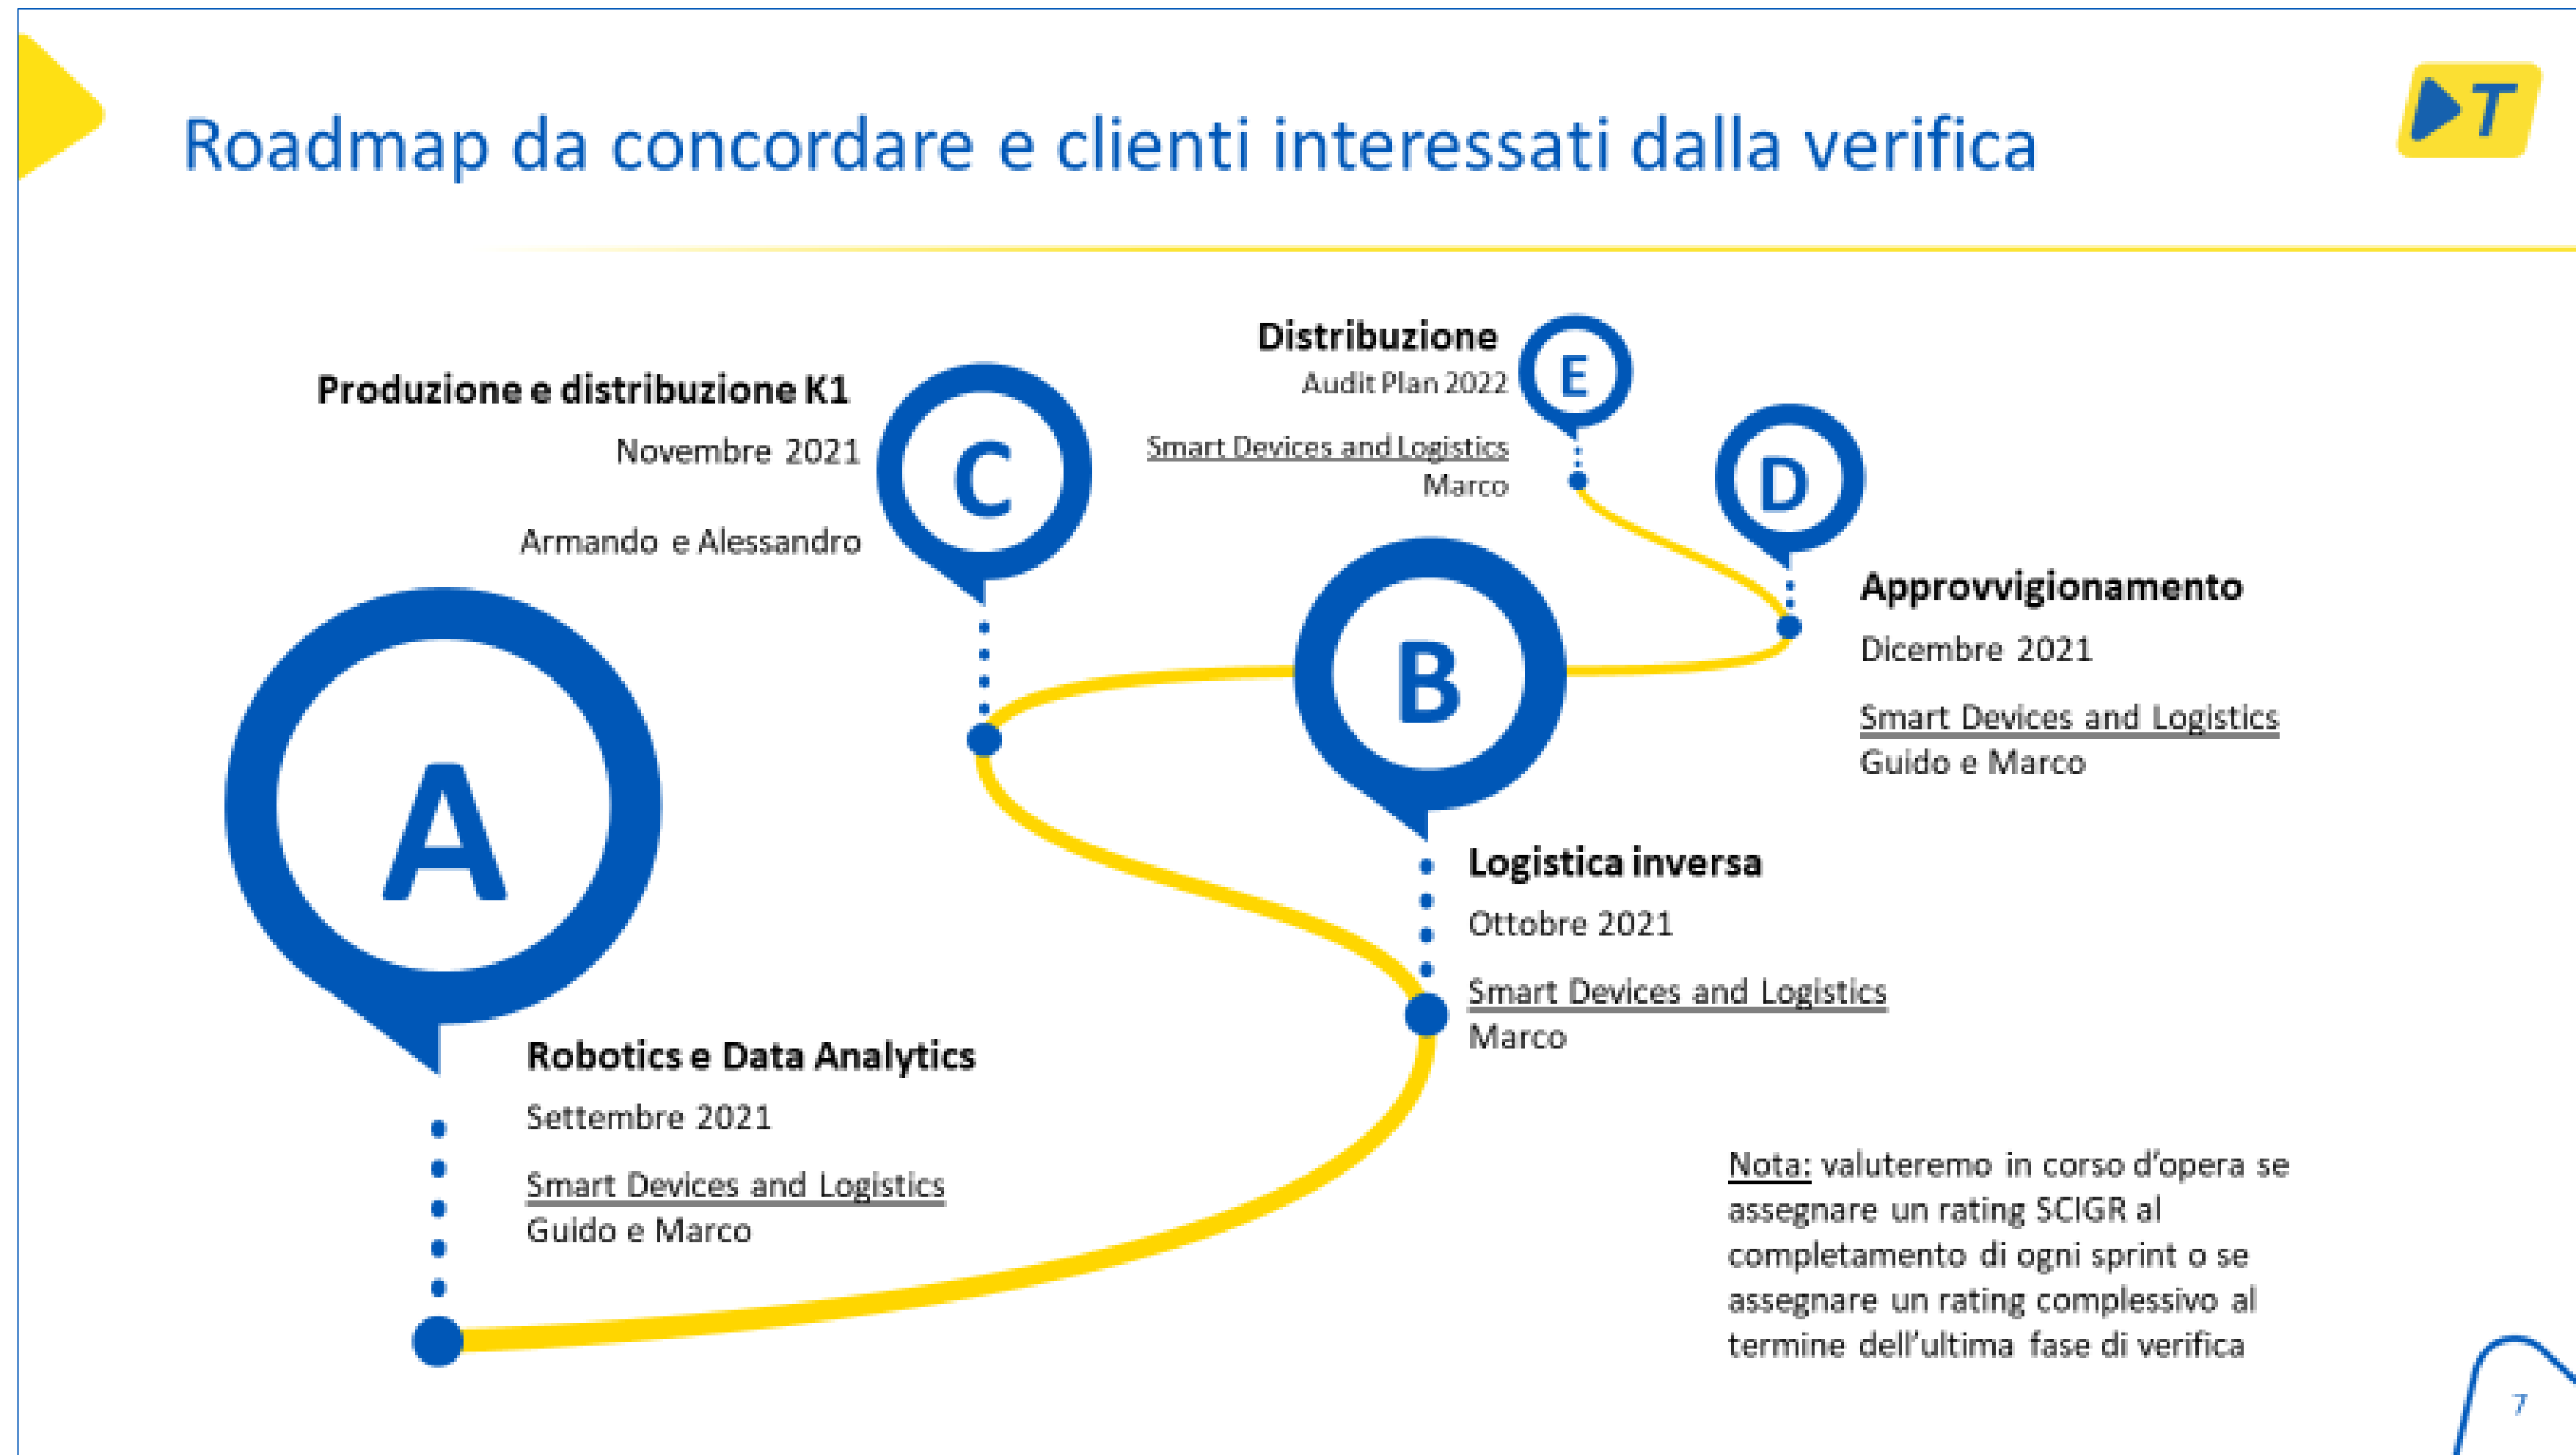 Roadmap da concordare e clienti interessati dalla verifica
T
Distribuzione
Audit Plan 2022
Smart Devices and Logistics
Marco
E
Produzione e distribuzione K1
Novembre 2021
Armando e Alessandro
C
D
Approvvigionamento
Dicembre 2021
Smart Devices and Logistics
Guido e Marco
B
Logistica inversa
Ottobre 2021
Smart Devices and Logistics
Marco
A
Robotics e Data Analytics
Settembre 2021
Smart Devices and Logistics
Guido e Marco
Nota: valuteremo in corso d'opera se
assegnare un rating SCIGR al
completamento di ogni sprint o se
assegnare un rating complessivo al
termine dell'ultima fase di verifica
7